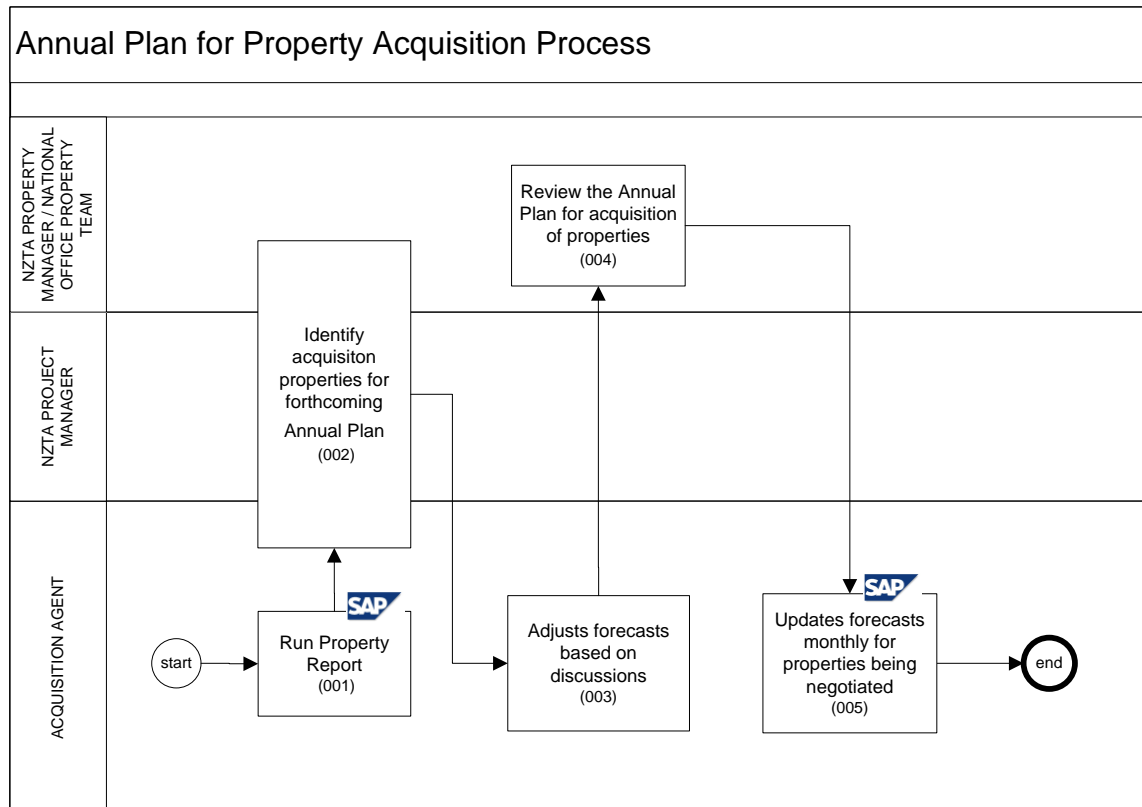 Annual Plan for Property Acquisition Process
NZTA PROPERTY
MANAGER / NATIONAL
OFFICE PROPERTY
TEAM
Review the Annual
Plan for acquisition
of properties
(004)
NZTA PROJECT
MANAGER
Identify
acquisiton
properties for
forthcoming
Annual Plan
(002)
ACQUISITION AGENT
start
SAP
Run Property
Report
(001)
Adjusts forecasts
based on
discussions
(003)
SAP
Updates forecasts
monthly for
properties being
negotiated
(005)
end